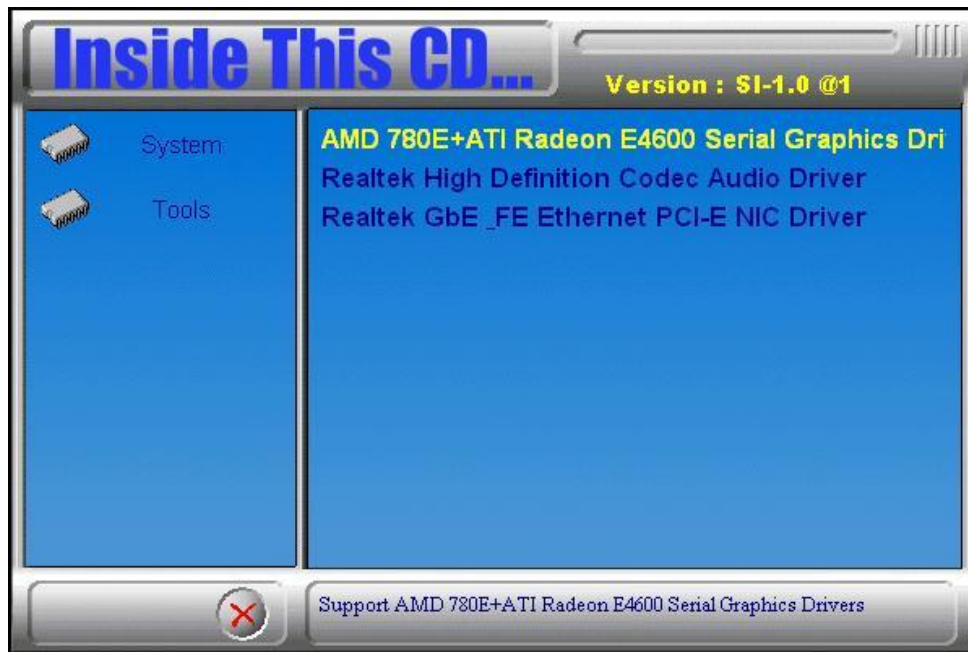 Inside This CD...
Version : SI-1.0 @1
System
Tools
AMD 780E+ATI Radeon E4600 Serial Graphics Dri
Realtek High Definition Codec Audio Driver
Realtek GbE _FE Ethernet PCI-E NIC Driver
Support AMD 780E+ATI Radeon E4600 Serial Graphics Drivers